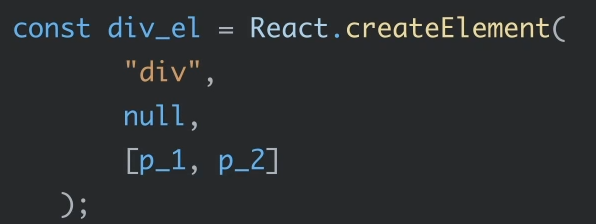 const div_el = React.createElement(
"div",
null,
[p_1, p_2]
);